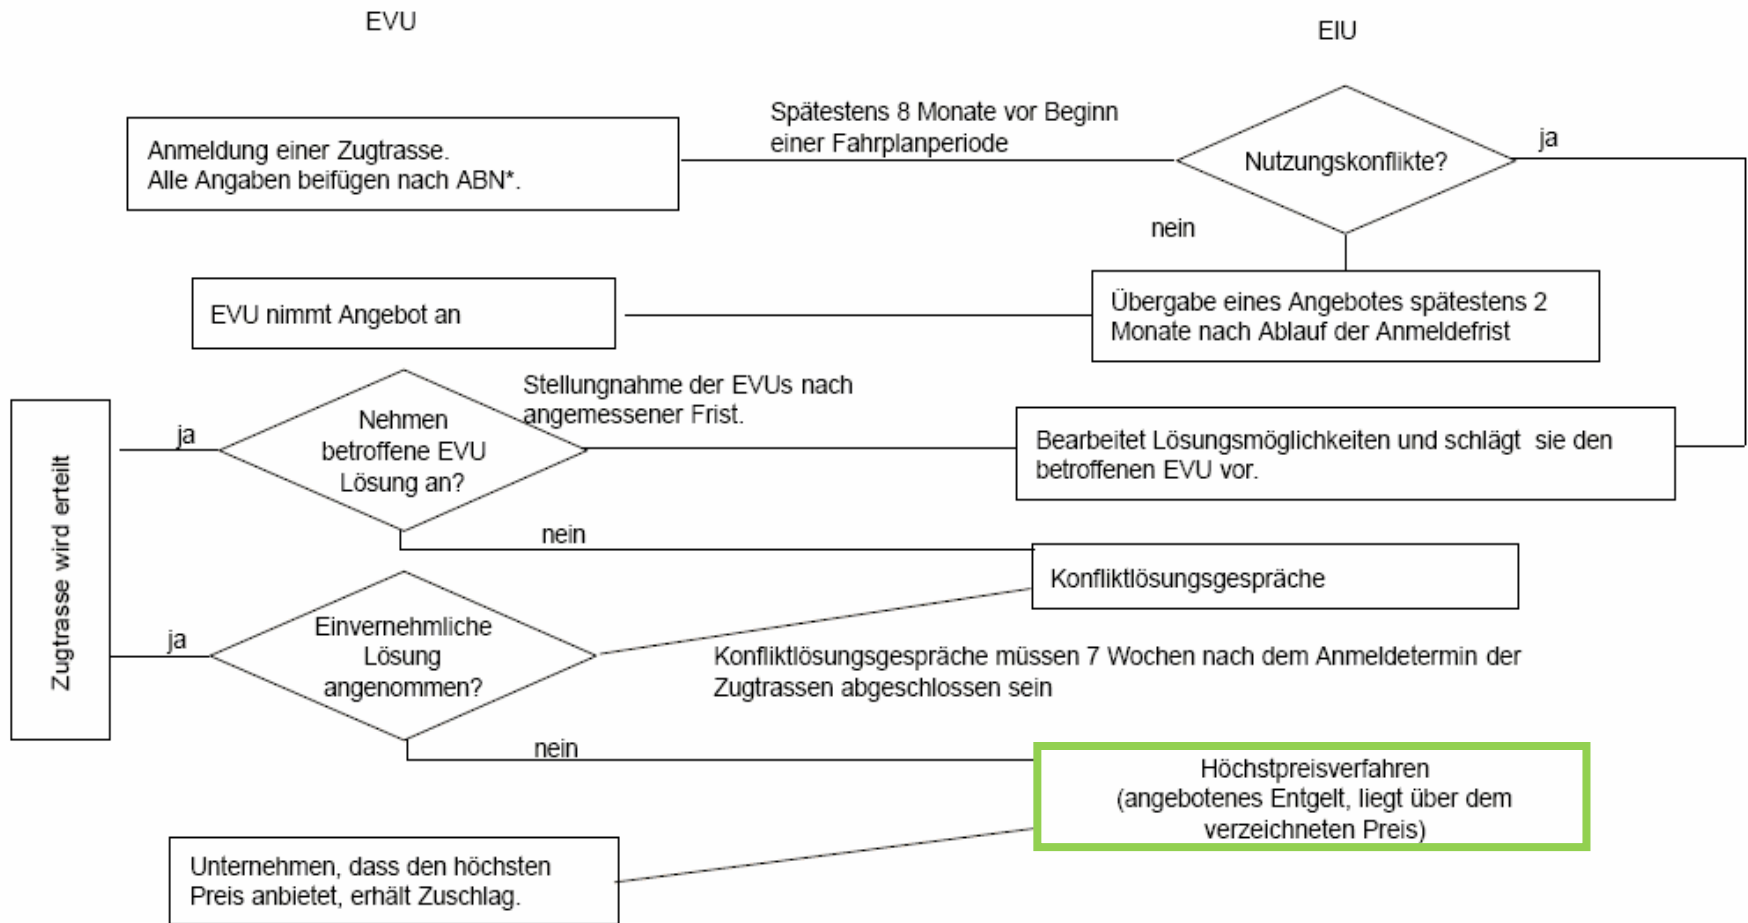 EVU
EIU
Spätestens 8 Monate vor Beginn
einer Fahrplanperiode
Anmeldung einer Zugtrasse.
Alle Angaben beifügen nach ABN*.
Nutzungskonflikte?
ja
nein
EVU nimmt Angebot an
Übergabe eines Angebotes spätestens 2
Monate nach Ablauf der Anmeldefrist
Stellungnahme der EVUs nach
angemessener Frist.
Nehmen
betroffene EVU
Lösung an?
ja
Bearbeitet Lösungsmöglichkeiten und schlägt sie den
betroffenen EVU vor.
Zugtrasse wird erteilt
nein
Konfliktlösungsgespräche
Einvernehmliche
Lösung
angenommen?
ja
Konfliktlösungsgespräche müssen 7 Wochen nach dem Anmeldetermin der
Zugtrassen abgeschlossen sein
nein
Höchstpreisverfahren
(angebotenes Entgelt, liegt über dem
verzeichneten Preis)
Unternehmen, dass den höchsten
Preis anbietet, erhält Zuschlag.